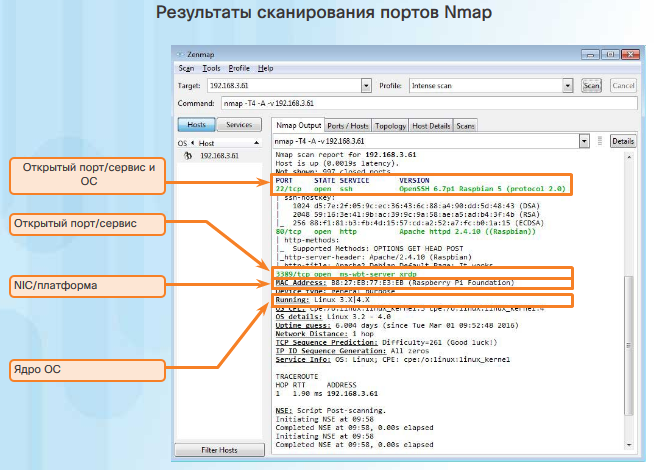 Результаты сканирования портов Nmap
Zenmap
Scan Tools Profile Help
Target: 192.168.3.61 Profile: Intense scan Scan Cancel
Command: nmap -T4 -A -v 192.168.3.61
Hosts Services
OS Host
192.168.3.61
Filter Hosts
Nmap Output Ports / Hosts Topology Host Details Scans
nmap -T4 -A -v 192.168.3.61 Details
Nmap scan report for 192.168.3.61
Host is up (0.0019s latency).
Not shown: 997 closed ports
PORT STATE SERVICE VERSION
22/tcp open ssh OpenSSH 6.7p1 Raspbian 5 (protocol 2.0)
| ssh-hostkey:
| 1024 d5:7e:2f:05:9c:ec:36:43:6c:88:a4:90:dd:5d:48:43 (DSA)
| 2048 59:16:3e:41:9b:ac:39:9c:9a:58:ae:a5:ad:b4:3f:4b (RSA)
|_ 256 88:f1:81:b3:fb:4d:15:57:cd:a2:52:a7:fc:b0:1a:15 (ECDSA)
80/tcp open http Apache httpd 2.4.10 ((Raspbian))
| http-methods:
|_ Supported Methods: OPTIONS GET HEAD POST
|_http-server-header: Apache/2.4.10 (Raspbian)
|_http-title: Apache2 Debian Default Page: It works
3389/tcp open ms-wbt-server xrdp
MAC Address: B8:27:EB:77:E3:EB (Raspberry Pi Foundation)
Device type: general purpose
Running: Linux 3.X|4.X
OS CPE: cpe:/o:linux:linux_kernel:3 cpe:/o:linux:linux_kernel:4
OS details: Linux 3.2 - 4.0
Uptime guess: 6.004 days (since Tue Mar 01 09:52:48 2016)
Network Distance: 1 hop
TCP Sequence Prediction: Difficulty=261 (Good luck!)
IP ID Sequence Generation: All zeros
Service Info: OS: Linux; CPE: cpe:/o:linux:linux_kernel
TRACEROUTE
HOP RTT ADDRESS
1 1.90 ms 192.168.3.61
NSE: Script Post-scanning.
Initiating NSE at 09:58
Completed NSE at 09:58, 0.00s elapsed
Initiating NSE at 09:58
Completed NSE at 09:58, 0.00s elapsed
Открытый порт/сервис и
ОС
Открытый порт/сервис
NIC/платформа
Ядро ОС